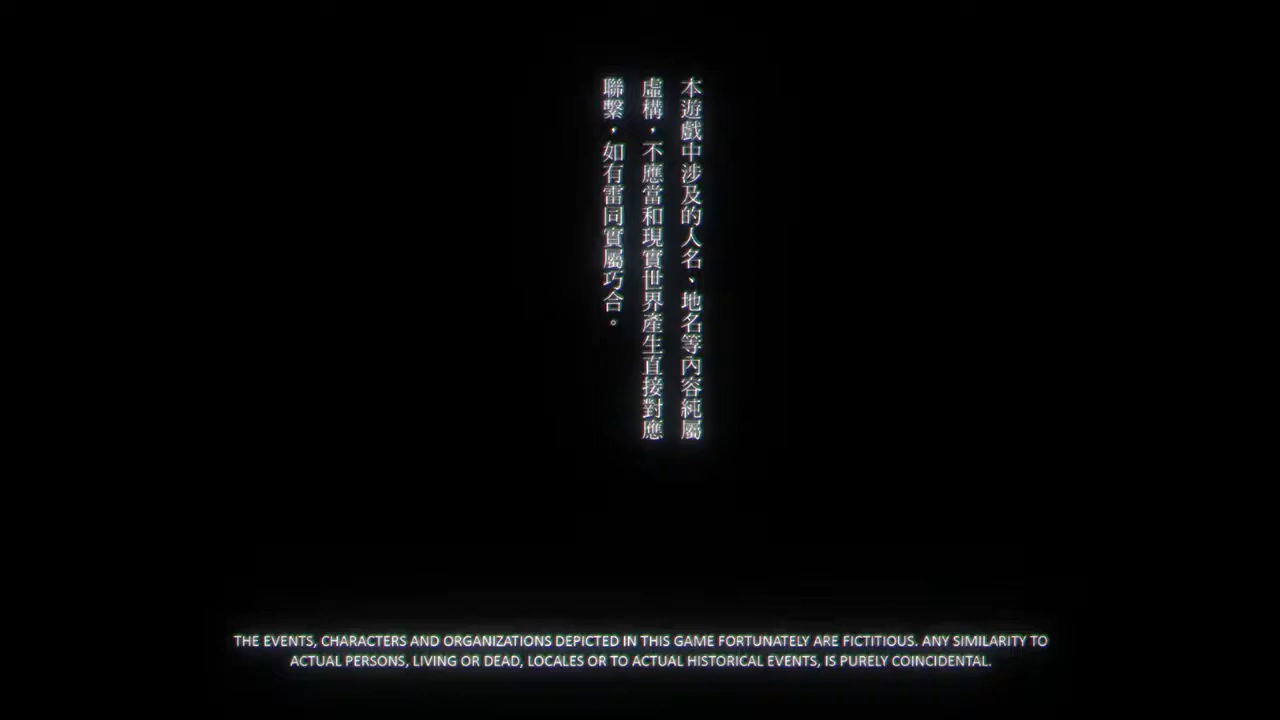 本遊戲中涉及的人名、地名等內容純屬
虛構，不應當和現實世界產生直接對應
聯繫，如有雷同實屬巧合。
THE EVENTS, CHARACTERS AND ORGANIZATIONS DEPICTED IN THIS GAME FORTUNATELY ARE FICTITIOUS. ANY SIMILARITY TO
ACTUAL PERSONS, LIVING OR DEAD, LOCALES OR TO ACTUAL HISTORICAL EVENTS, IS PURELY COINCIDENTAL.